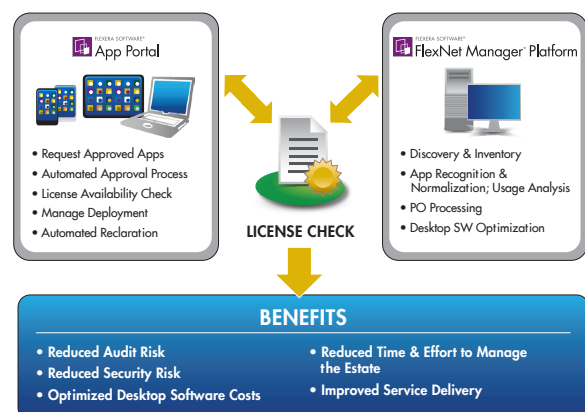 FLEXERA SOFTWARE®
App Portal
• Request Approved Apps
• Automated Approval Process
• License Availability Check
• Manage Deployment
• Automated Reclaration
LICENSE CHECK
FLEXERA SOFTWARE®
FlexNet Manager® Platform
• Discovery & Inventory
• App Recognition &
Normalization; Usage Analysis
• PO Processing
• Desktop SW Optimization
BENEFITS
• Reduced Audit Risk
• Reduced Security Risk
• Optimized Desktop Software Costs
• Reduced Time & Effort to Manage
the Estate
• Improved Service Delivery